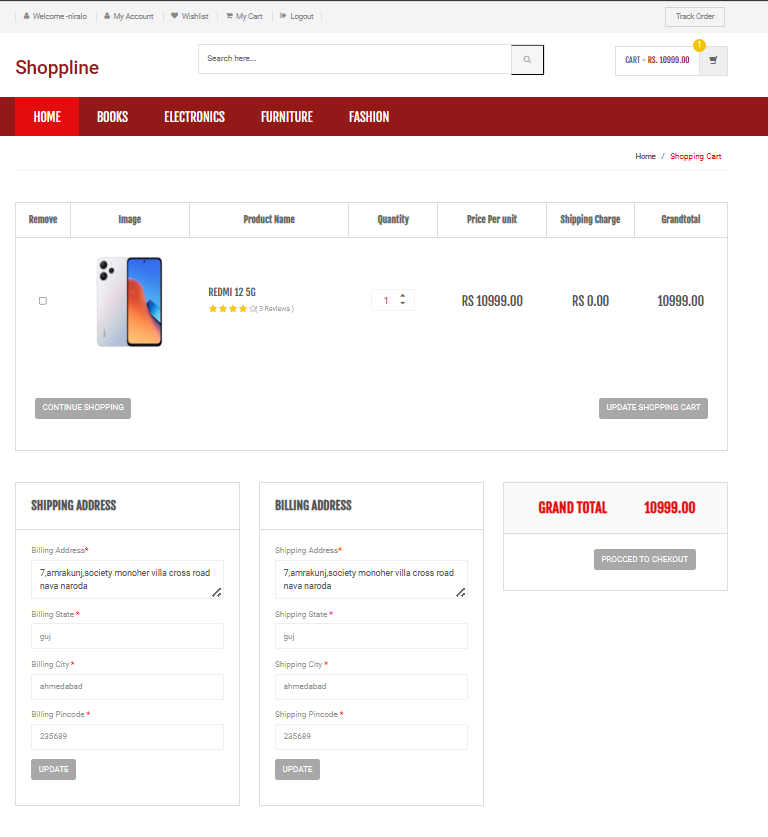 Welcome -niralo My Account Wishlist My Cart Logout Track Order
Shoppline
Search here...
CART - RS. 10999.00
1
HOME BOOKS ELECTRONICS FURNITURE FASHION
Home / Shopping Cart
Remove Image Product Name Quantity Price Per unit Shipping Charge Grandtotal
REDMI 12 5G
( 3 Reviews )
1
RS 10999.00
RS 0.00
10999.00
CONTINUE SHOPPING
UPDATE SHOPPING CART
SHIPPING ADDRESS
Billing Address*
7,amrakunj,society monoher villa cross road
nava naroda
Billing State *
guj
Billing City *
ahmedabad
Billing Pincode *
235689
UPDATE
BILLING ADDRESS
Shipping Address*
7,amrakunj,society monoher villa cross road
nava naroda
Shipping State *
guj
Shipping City *
ahmedabad
Shipping Pincode *
235689
UPDATE
GRAND TOTAL 10999.00
PROCCED TO CHEKOUT